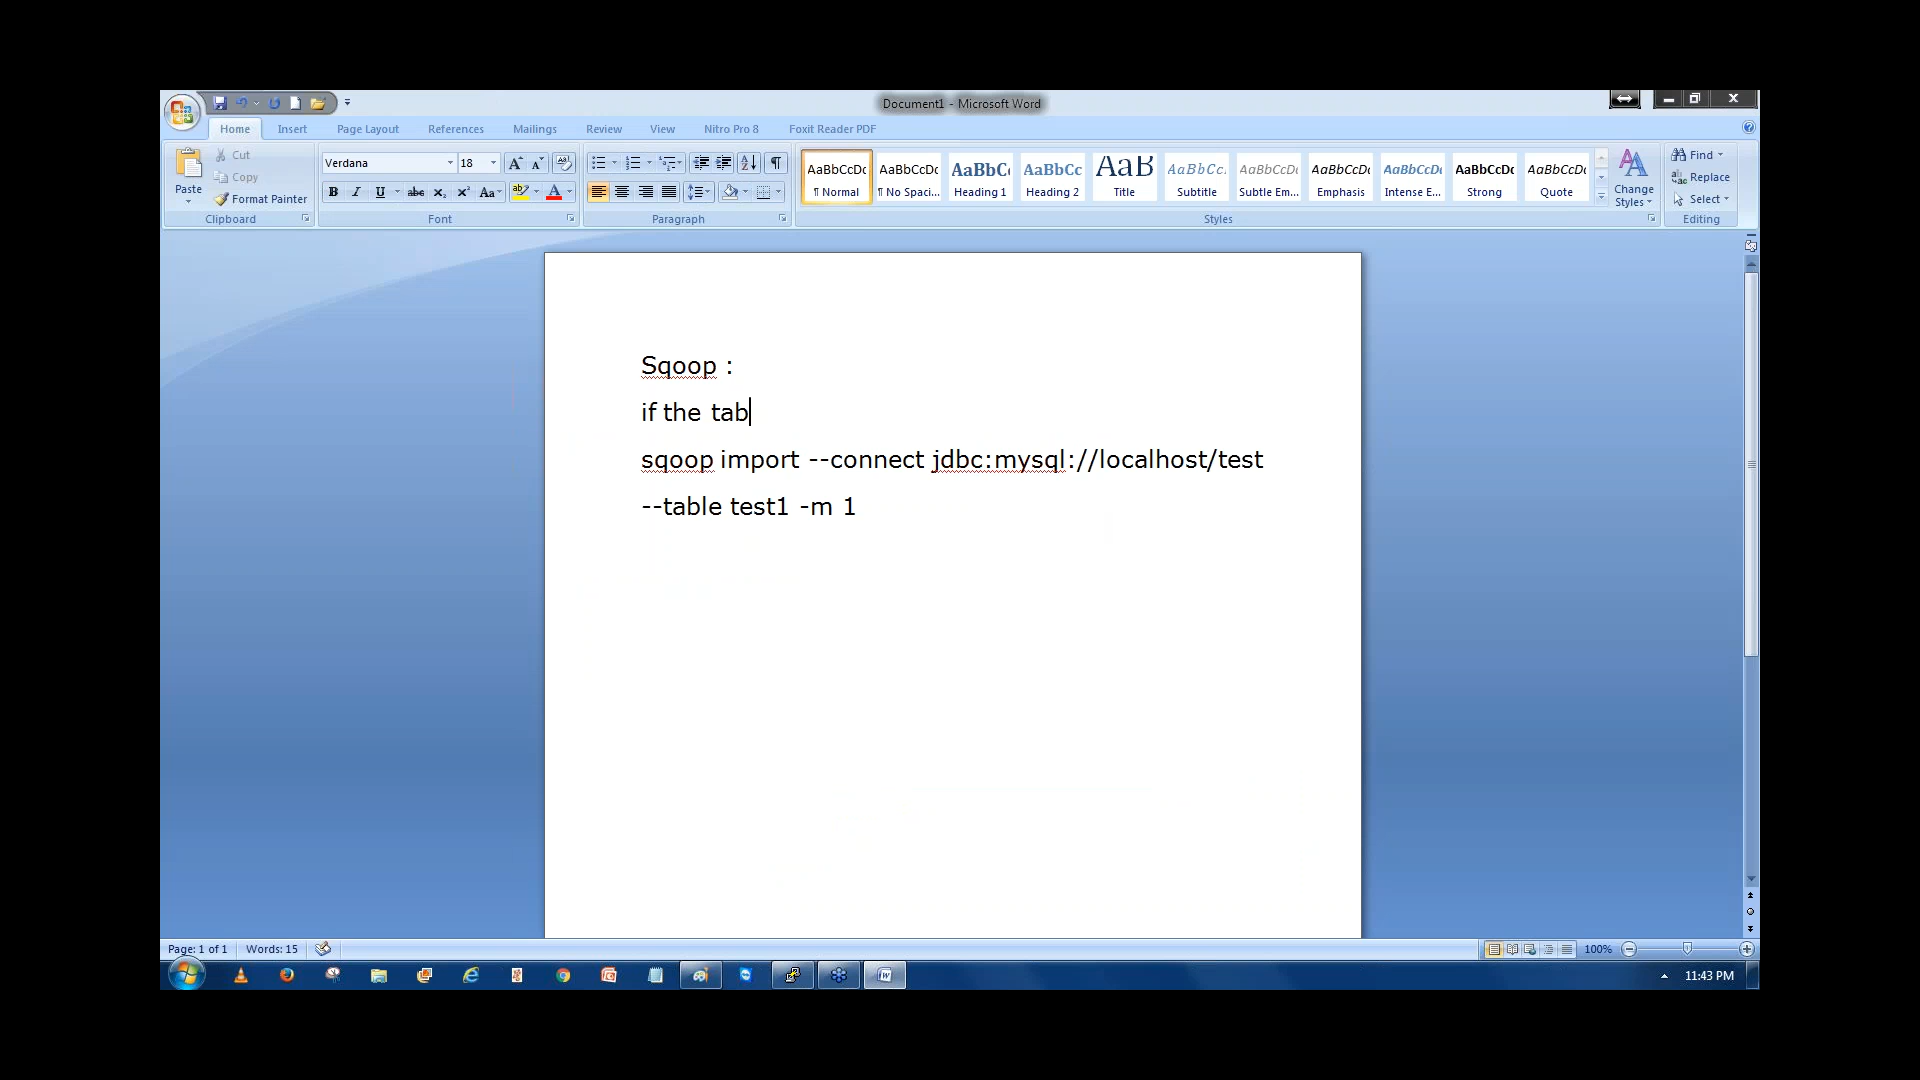 Document1 - Microsoft Word
Home Insert Page Layout References Mailings Review View Nitro Pro 8 Foxit Reader PDF
Paste
Cut
Copy
Format Painter
Clipboard
Verdana 18
Font
Paragraph
AaBbCcDc AaBbCcDc AaBbC AaBbCc AaB AaBbCc. AaBbCcDc AaBbCcDc AaBbCcDc AaBbCcDc AaBbCcDc
¶ Normal ¶ No Spaci... Heading 1 Heading 2 Title Subtitle Subtle Em... Emphasis Intense E... Strong Quote
Styles
Change
Styles
Find
Replace
Select
Editing
Sqoop :
if the tab
sqoop import --connect jdbc:mysql://localhost/test
--table test1 -m 1
Page: 1 of 1 Words: 15 100%
11:43 PM